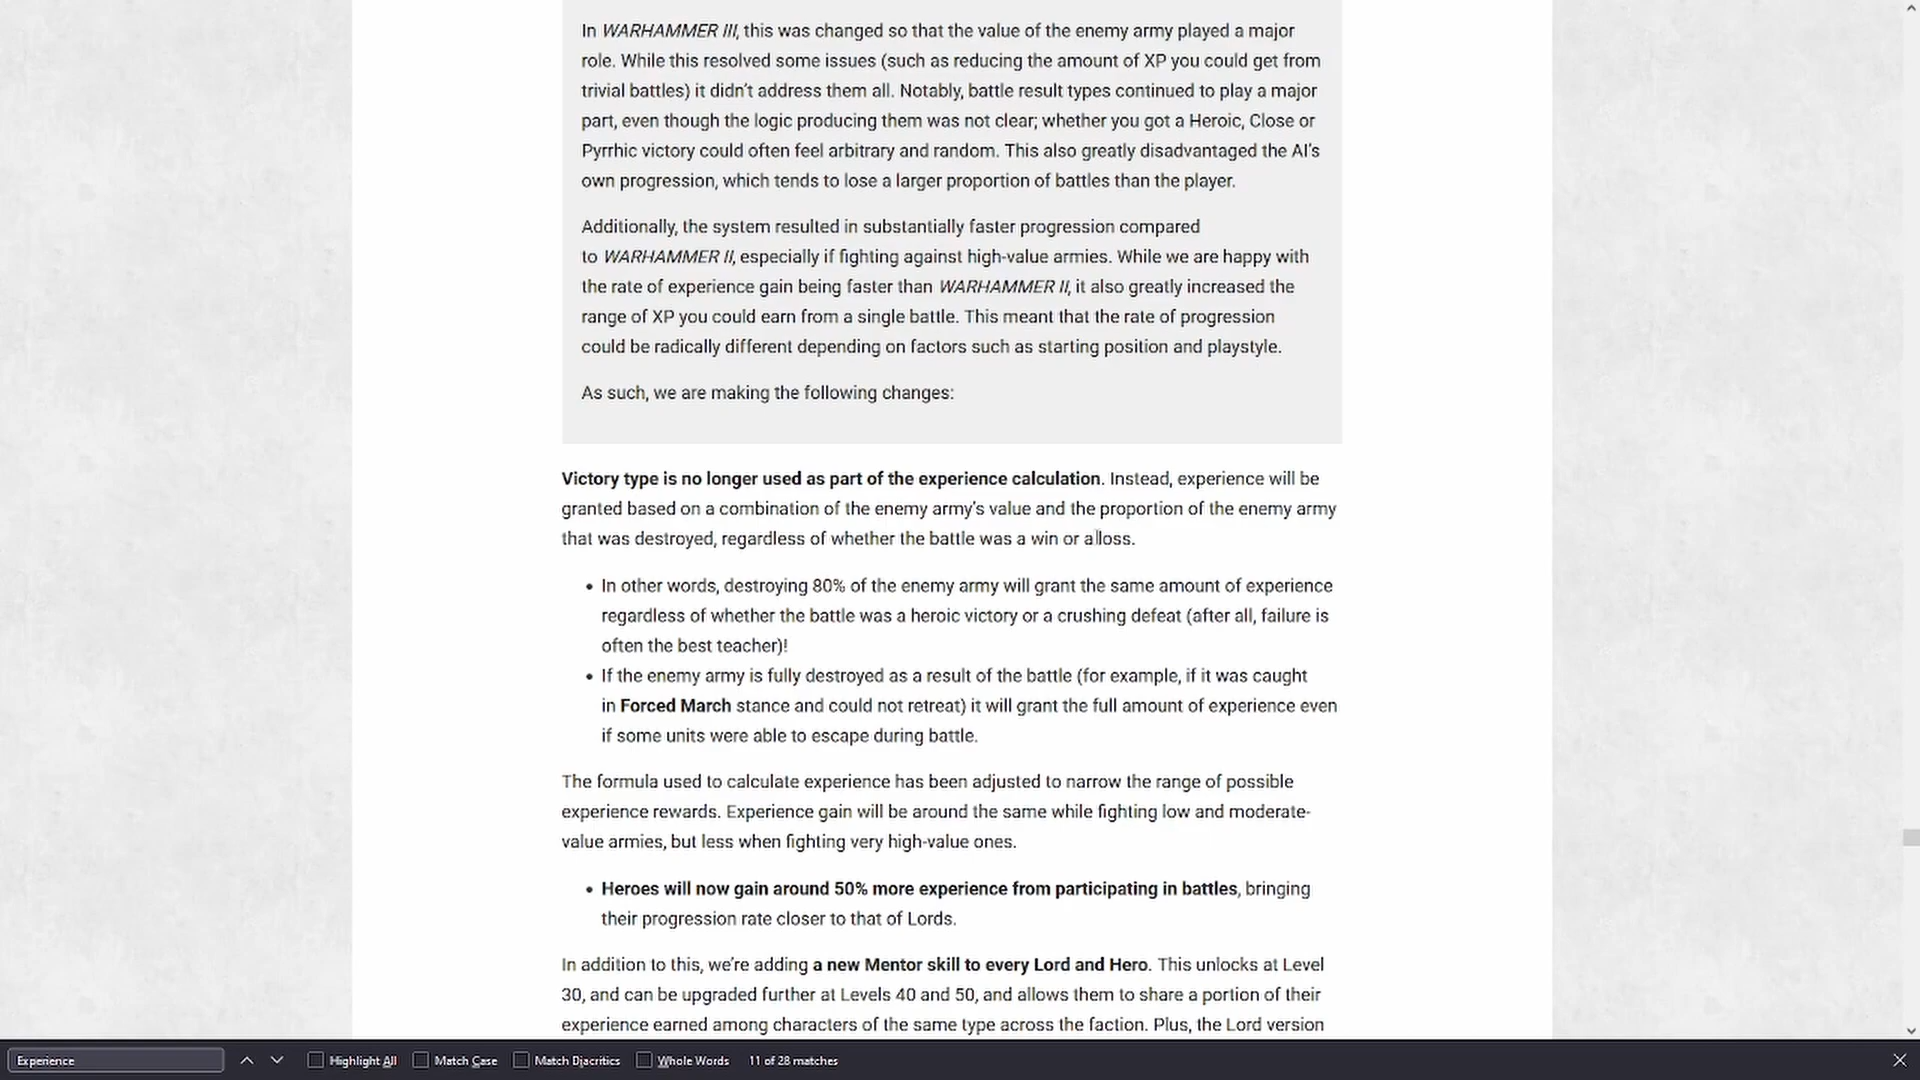 In WARHAMMER III, this was changed so that the value of the enemy army played a major
role. While this resolved some issues (such as reducing the amount of XP you could get from
trivial battles) it didn’t address them all. Notably, battle result types continued to play a major
part, even though the logic producing them was not clear; whether you got a Heroic, Close or
Pyrrhic victory could often feel arbitrary and random. This also greatly disadvantaged the AI’s
own progression, which tends to lose a larger proportion of battles than the player.
Additionally, the system resulted in substantially faster progression compared
to WARHAMMER II, especially if fighting against high-value armies. While we are happy with
the rate of experience gain being faster than WARHAMMER II, it also greatly increased the
range of XP you could earn from a single battle. This meant that the rate of progression
could be radically different depending on factors such as starting position and playstyle.
As such, we are making the following changes:
Victory type is no longer used as part of the experience calculation. Instead, experience will be
granted based on a combination of the enemy army’s value and the proportion of the enemy army
that was destroyed, regardless of whether the battle was a win or a loss.
• In other words, destroying 80% of the enemy army will grant the same amount of experience
regardless of whether the battle was a heroic victory or a crushing defeat (after all, failure is
often the best teacher)!
• If the enemy army is fully destroyed as a result of the battle (for example, if it was caught
in Forced March stance and could not retreat) it will grant the full amount of experience even
if some units were able to escape during battle.
The formula used to calculate experience has been adjusted to narrow the range of possible
experience rewards. Experience gain will be around the same while fighting low and moderate-
value armies, but less when fighting very high-value ones.
• Heroes will now gain around 50% more experience from participating in battles, bringing
their progression rate closer to that of Lords.
In addition to this, we’re adding a new Mentor skill to every Lord and Hero. This unlocks at Level
30, and can be upgraded further at Levels 40 and 50, and allows them to share a portion of their
experience earned among characters of the same type across the faction. Plus, the Lord version
Experience Highlight All Match Case Match Diacritics Whole Words 11 of 28 matches